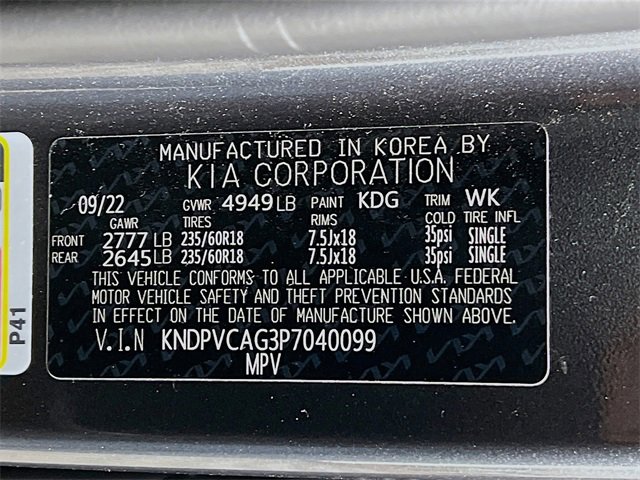 MANUFACTURED IN KOREA BY
KIA CORPORATION
09/22 GVWR 4949 LB PAINT KDG TRIM WK
GAWR TIRES RIMS COLD TIRE INFL
FRONT 2777 LB 235/60R18 7.5Jx18 35psi SINGLE
REAR 2645 LB 235/60R18 7.5Jx18 35psi SINGLE
THIS VEHICLE CONFORMS TO ALL APPLICABLE U.S.A. FEDERAL
MOTOR VEHICLE SAFETY AND THEFT PREVENTION STANDARDS
IN EFFECT ON THE DATE OF MANUFACTURE SHOWN ABOVE.
V.I.N KNDPVCAG3P7040099
MPV
P41